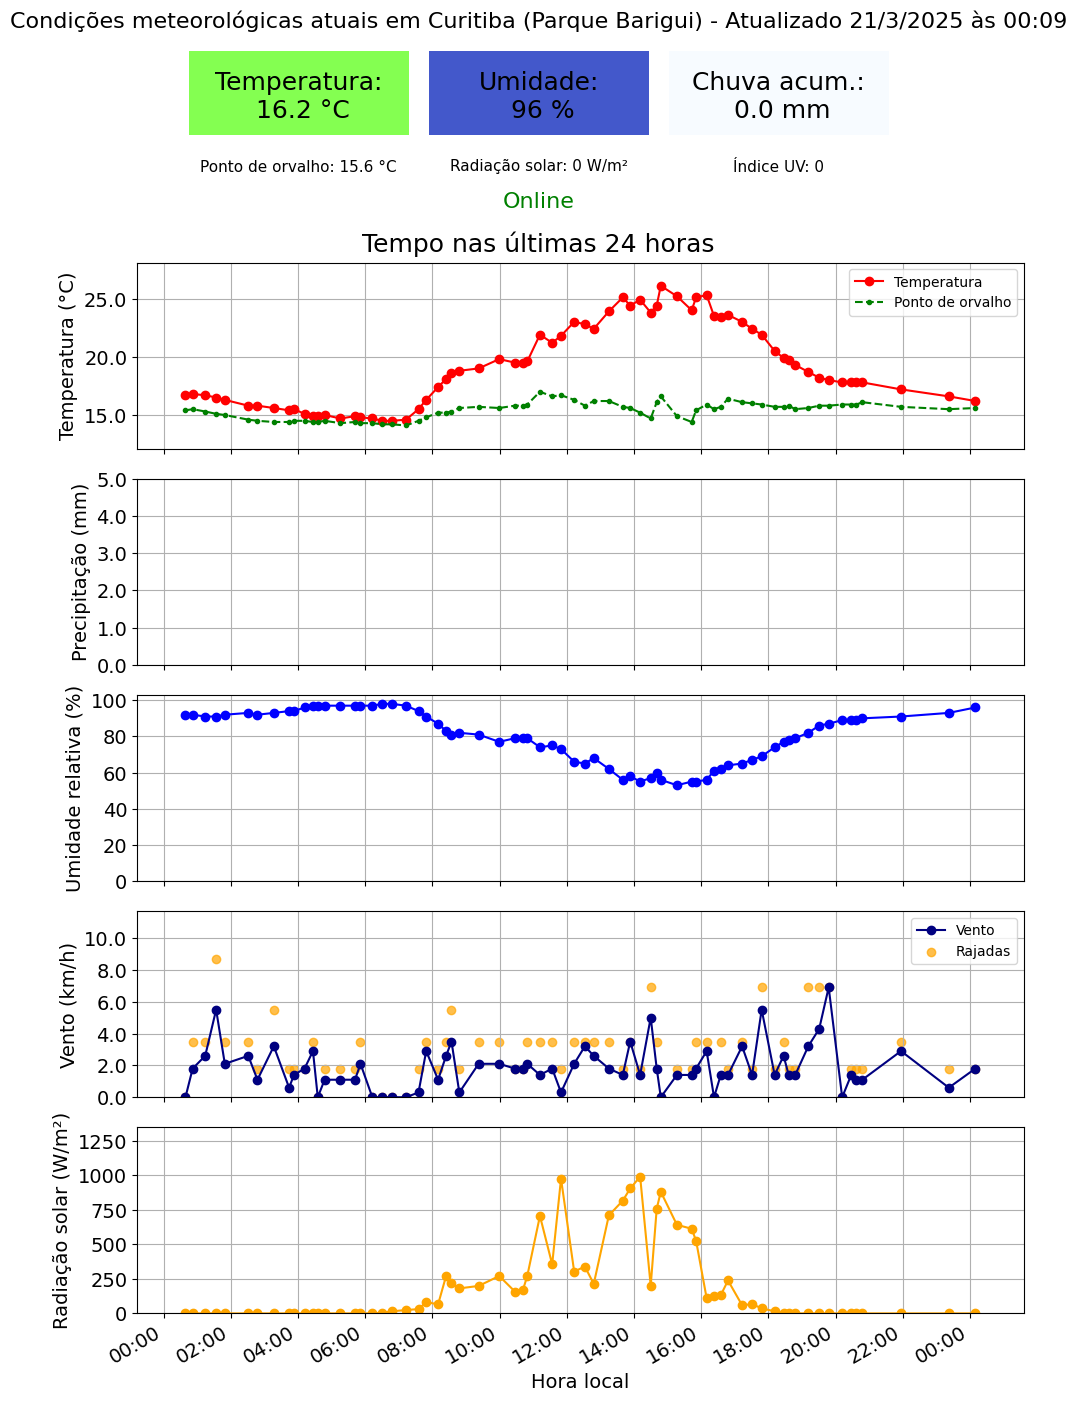 Condições meteorológicas atuais em Curitiba (Parque Barigui) - Atualizado 21/3/2025 às 00:09
Temperatura:
16.2 °C
Umidade:
96 %
Chuva acum.:
0.0 mm
Ponto de orvalho: 15.6 °C
Radiação solar: 0 W/m²
Índice UV: 0
Online
Tempo nas últimas 24 horas
Temperatura (°C)
25.0
20.0
15.0
Temperatura
Ponto de orvalho
Precipitação (mm)
5.0
4.0
3.0
2.0
1.0
0.0
Umidade relativa (%)
100
80
60
40
20
0
Vento (km/h)
10.0
8.0
6.0
4.0
2.0
0.0
Vento
Rajadas
Radiação solar (W/m²)
1250
1000
750
500
250
0
00:00 02:00 04:00 06:00 08:00 10:00 12:00 14:00 16:00 18:00 20:00 22:00 00:00
Hora local